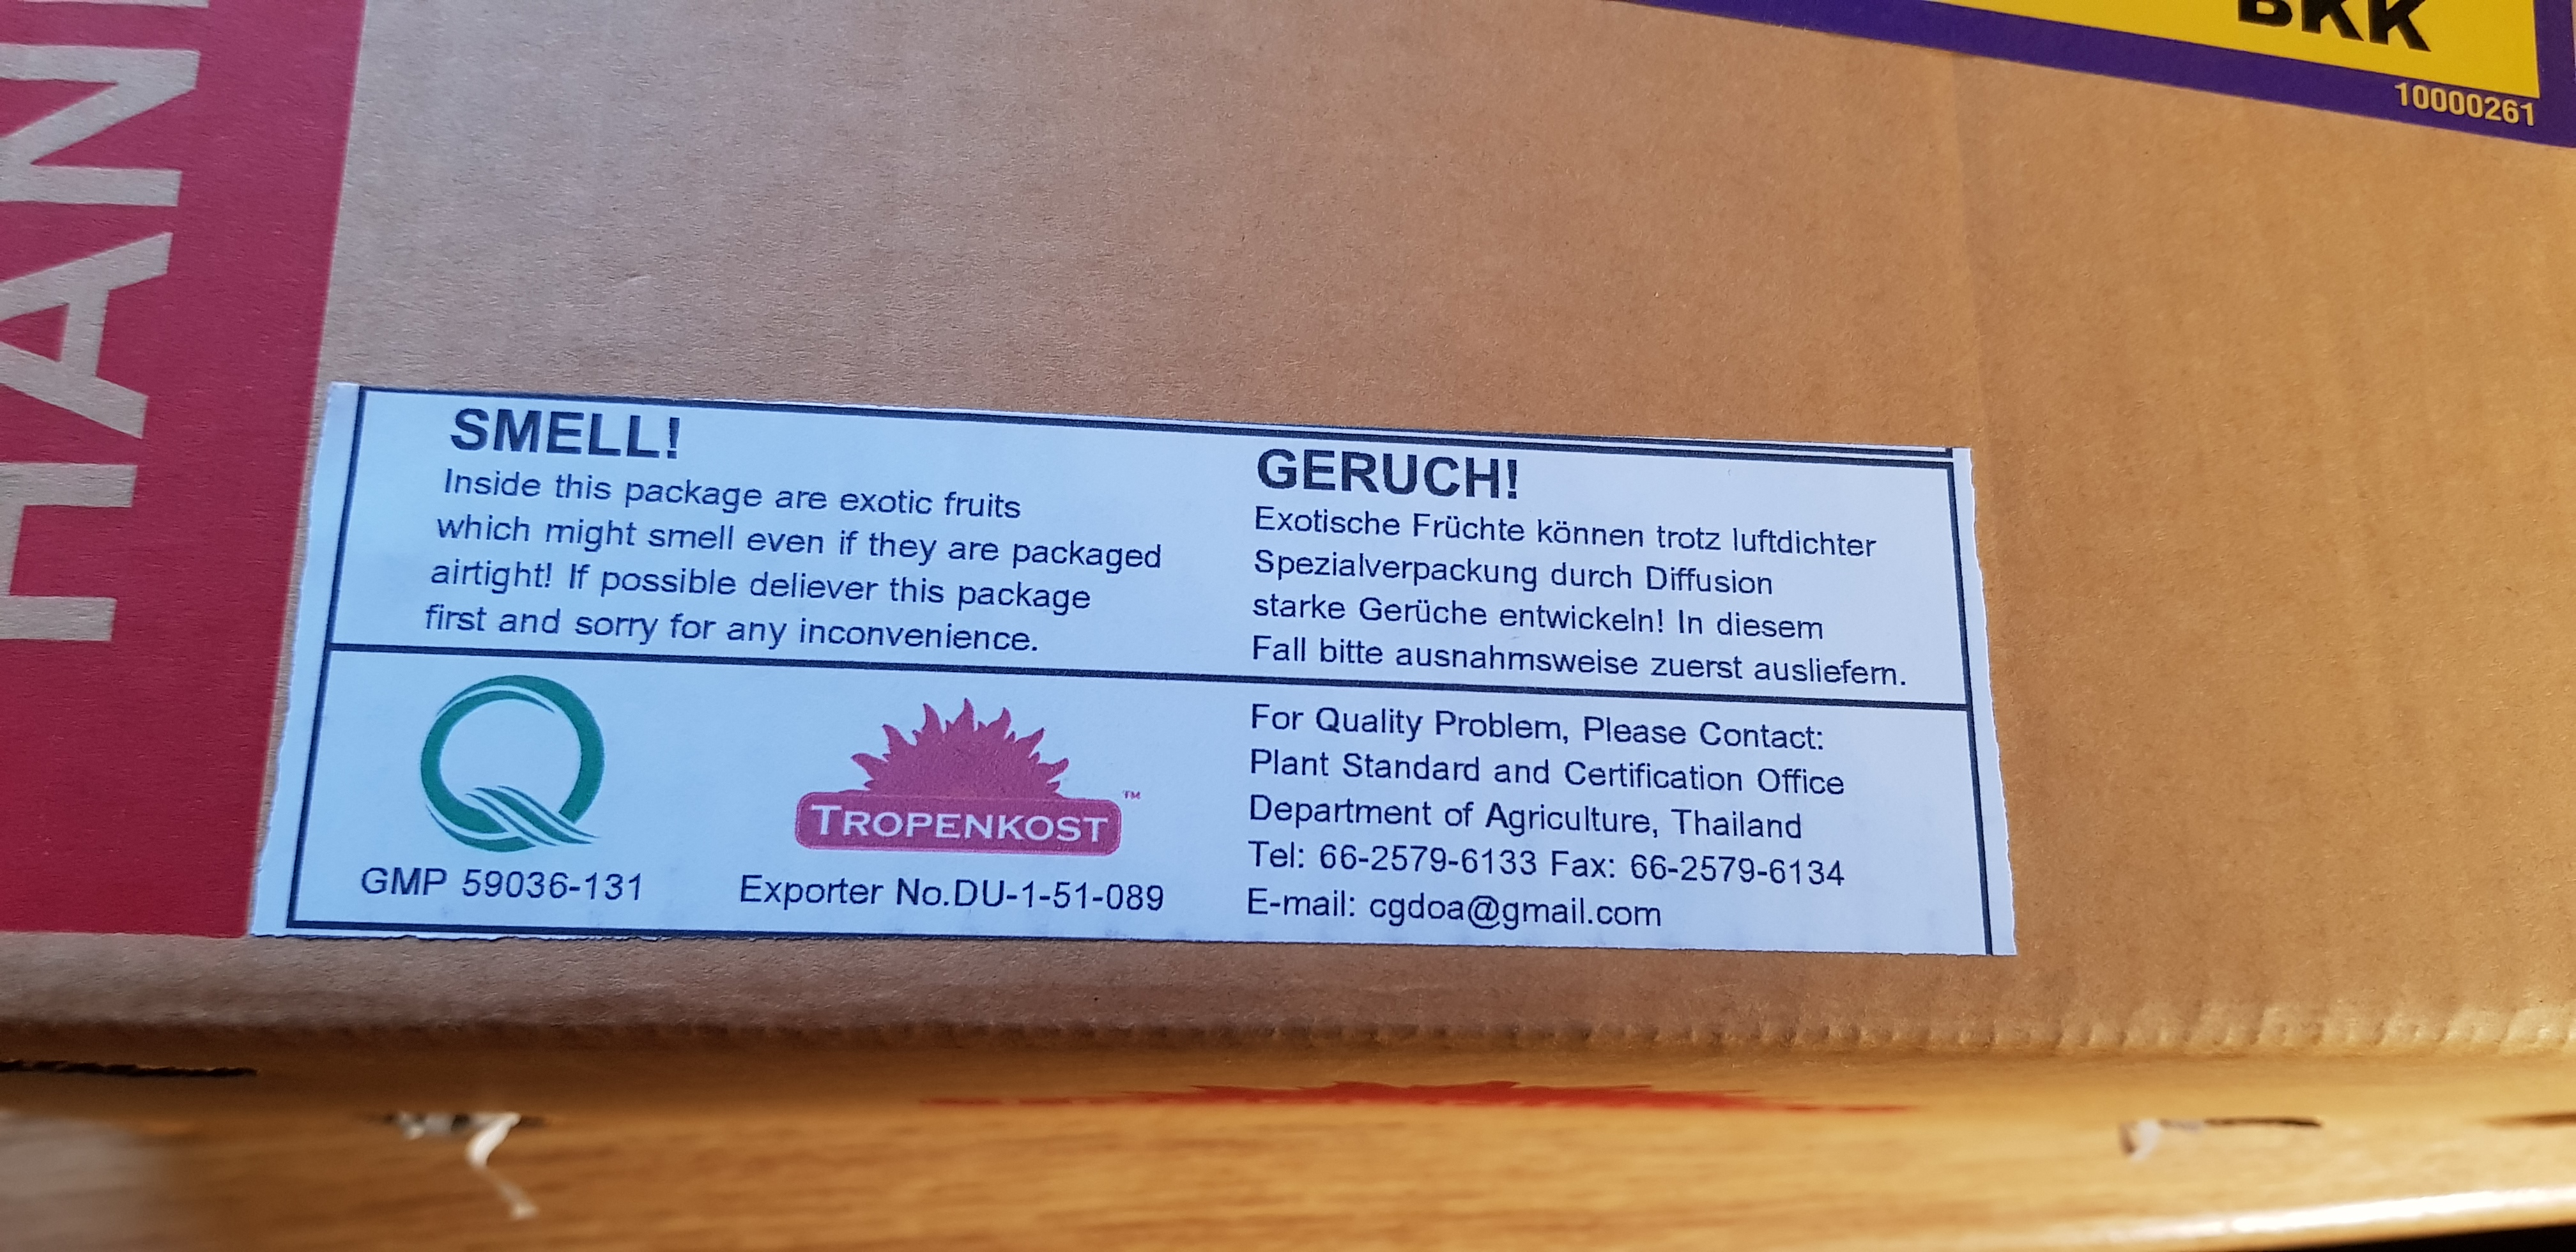 BKK
10000261
HAN
SMELL!
Inside this package are exotic fruits
which might smell even if they are packaged
airtight! If possible deliever this package
first and sorry for any inconvenience.
GERUCH!
Exotische Früchte können trotz luftdichter
Spezialverpackung durch Diffusion
starke Gerüche entwickeln! In diesem
Fall bitte ausnahmsweise zuerst ausliefern.
GMP 59036-131
TROPENKOST
TM
Exporter No.DU-1-51-089
For Quality Problem, Please Contact:
Plant Standard and Certification Office
Department of Agriculture, Thailand
Tel: 66-2579-6133 Fax: 66-2579-6134
E-mail: cgdoa@gmail.com